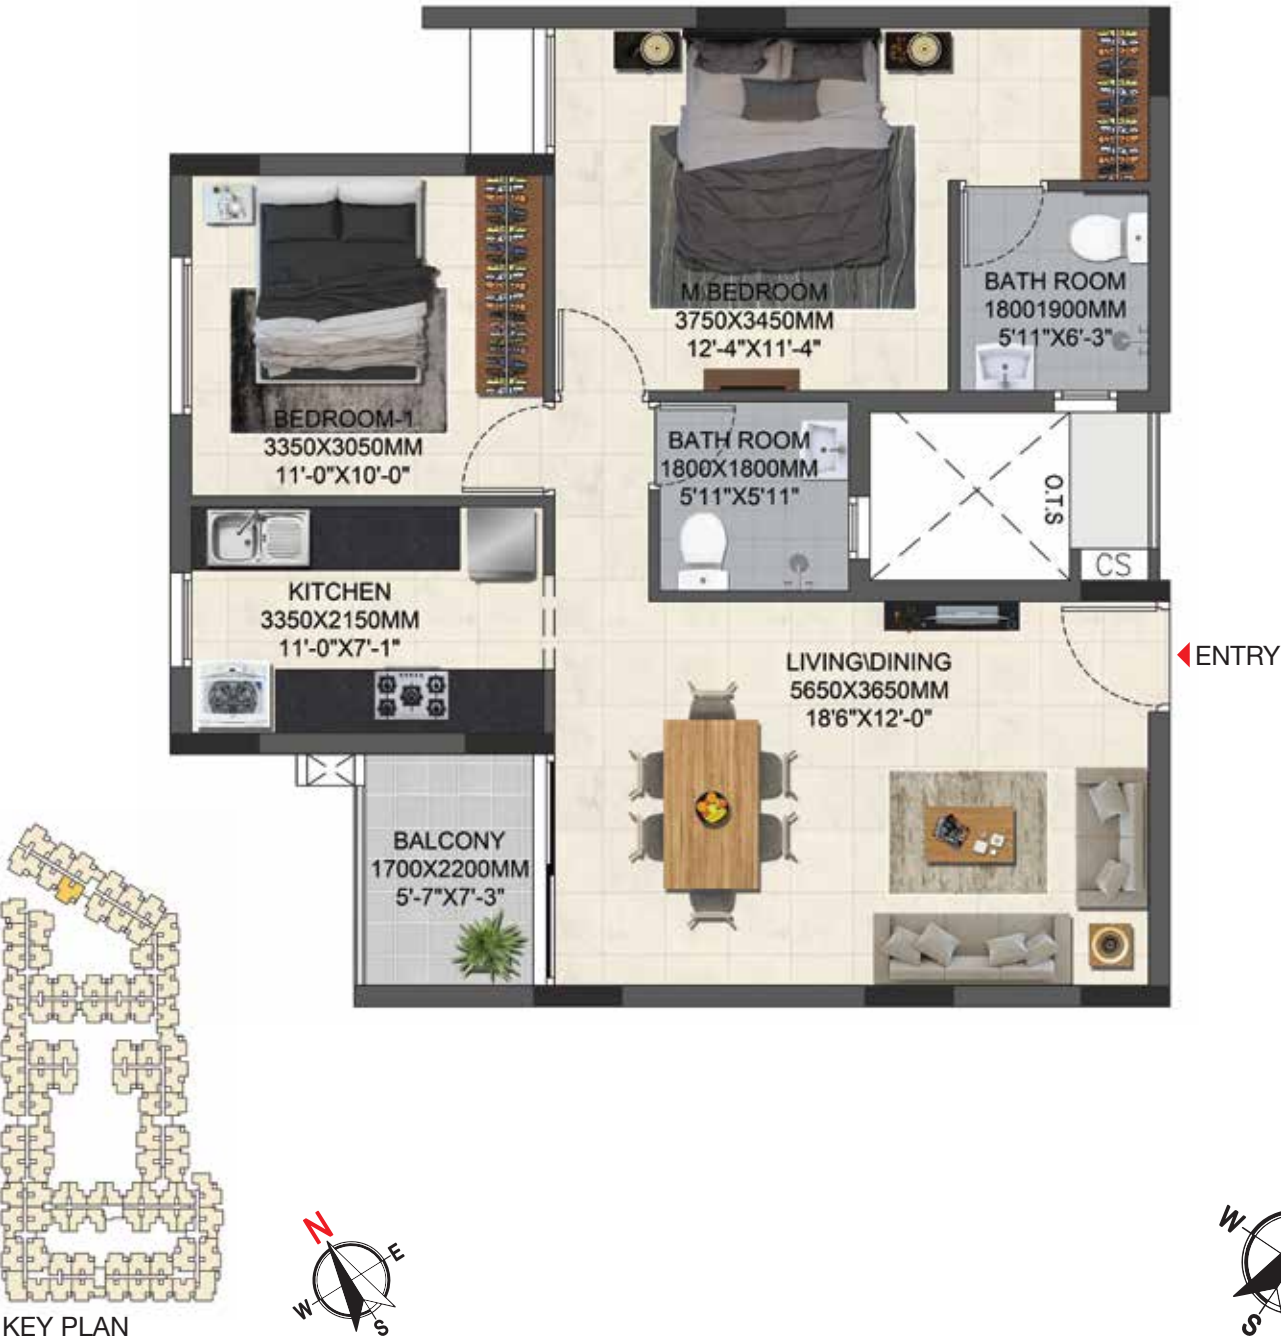 M.BEDROOM
3750X3450MM
12'-4"X11'-4"
BATH ROOM
18001900MM
5'11"X6'-3"
BEDROOM-1
3350X3050MM
11'-0"X10'-0"
BATH ROOM
1800X1800MM
5'11"X5'11"
O.T.S
CS
KITCHEN
3350X2150MM
11'-0"X7'-1"
ENTRY
LIVING\DINING
5650X3650MM
18'6"X12'-0"
BALCONY
1700X2200MM
5'-7"X7'-3"
N
E
W
S
W
S
KEY PLAN